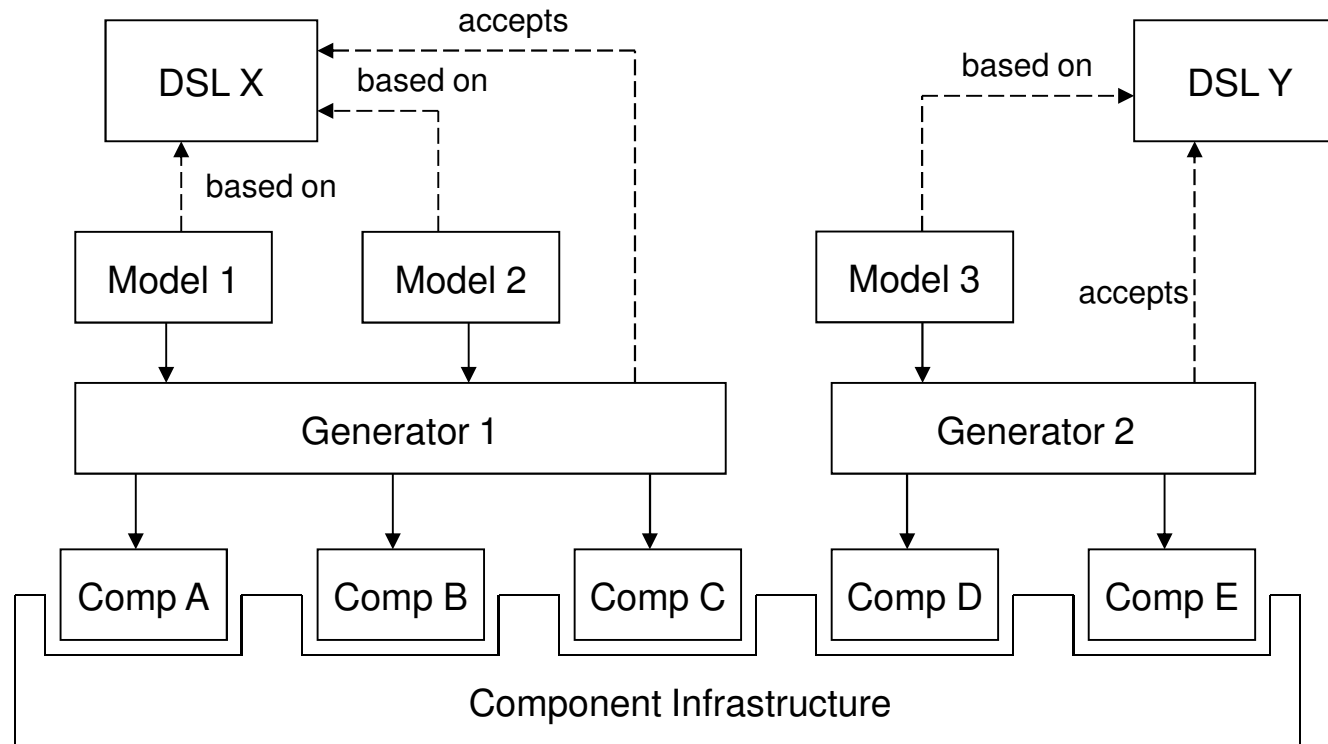 accepts
DSL X
based on
based on
DSL Y
based on
Model 1
Model 2
Model 3
accepts
Generator 1
Generator 2
Comp A
Comp B
Comp C
Comp D
Comp E
Component Infrastructure